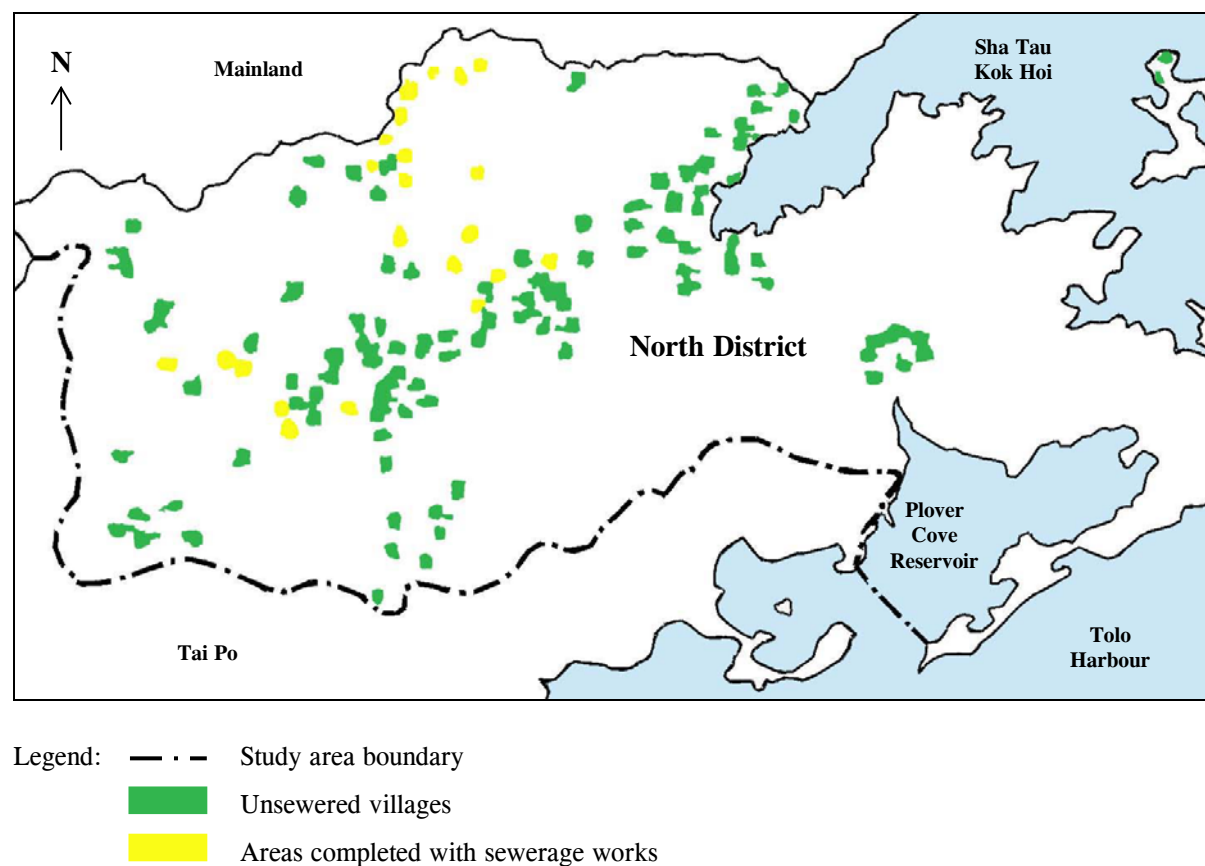 N
Mainland
Sha Tau
Kok Hoi
North District
Plover
Cove
Reservoir
Tai Po
Tolo
Harbour
Legend:
Study area boundary
Unsewered villages
Areas completed with sewerage works